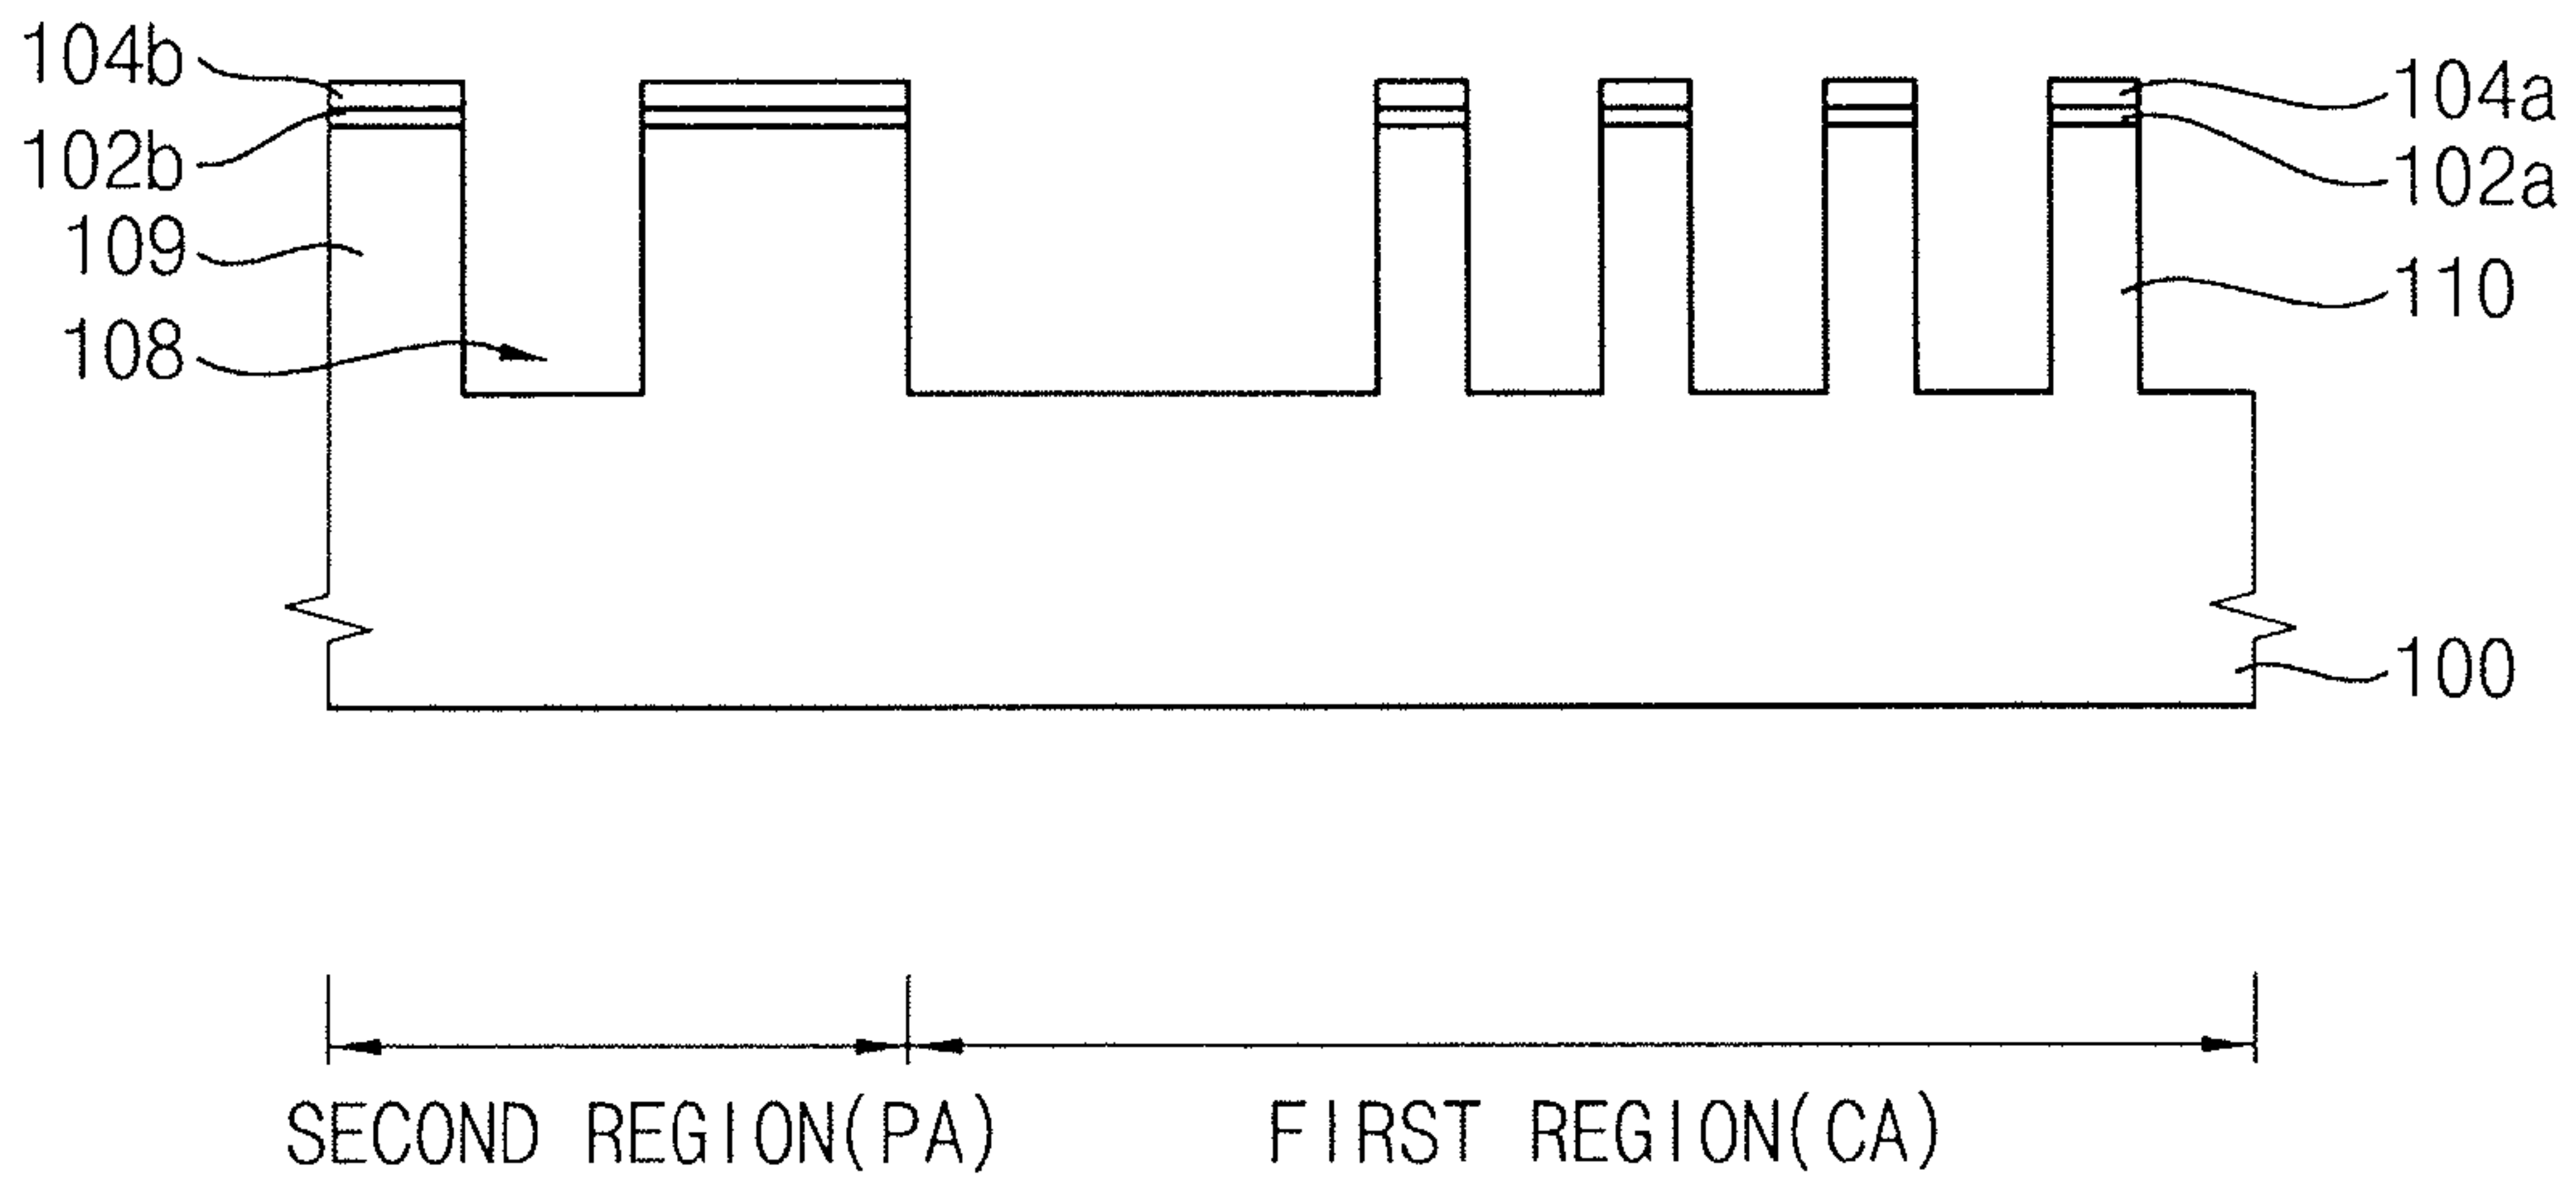 104b
102b
109
108
104a
102a
110
100
SECOND REGION(PA)
FIRST REGION(CA)